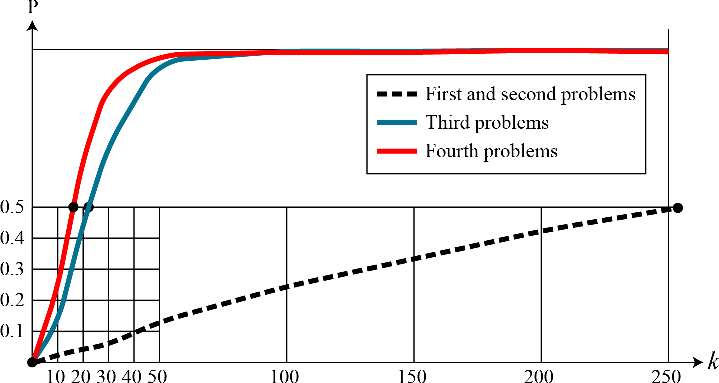 P
First and second problems
Third problems
Fourth problems
0.5
0.4
0.3
0.2
0.1
k
10 20 30 40 50 100 150 200 250